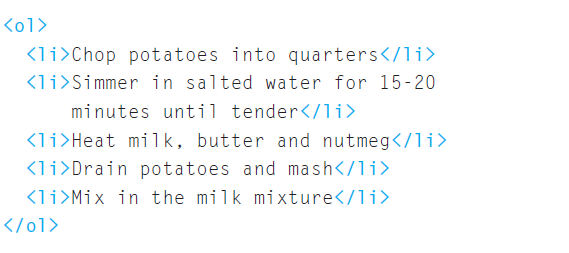 <ol>
<li>Chop potatoes into quarters</li>
<li>Simmer in salted water for 15-20
minutes until tender</li>
<li>Heat milk, butter and nutmeg</li>
<li>Drain potatoes and mash</li>
<li>Mix in the milk mixture</li>
</ol>